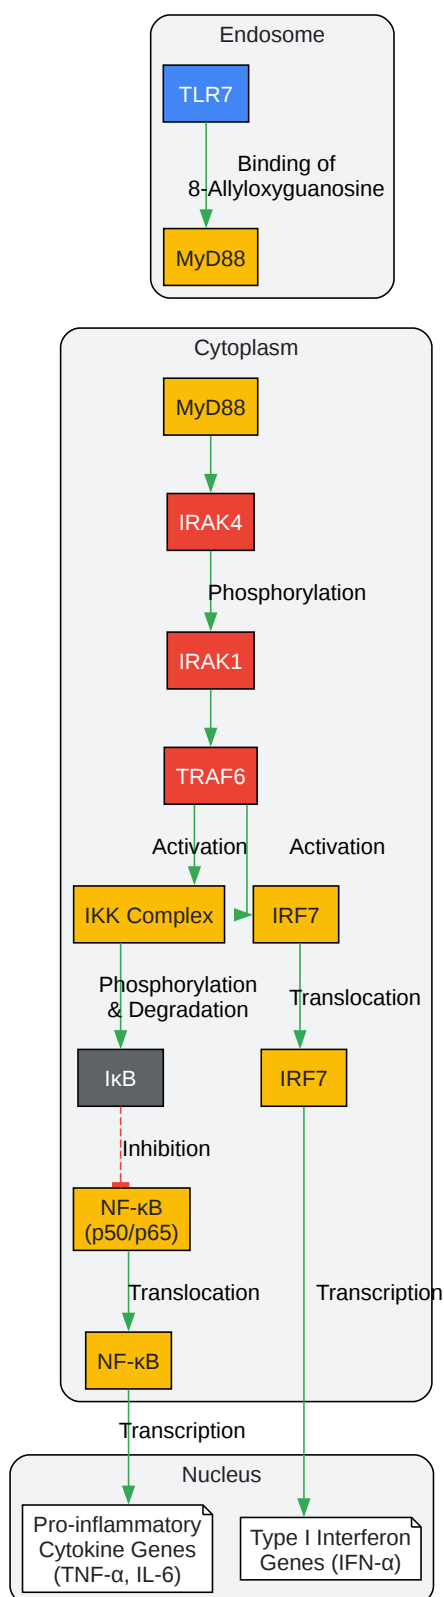 Endosome
TLR7
Binding of
8-Allyloxyguanosine
MyD88
Cytoplasm
MyD88
IRAK4
Phosphorylation
IRAK1
TRAF6
Activation
Activation
IKK Complex
IRF7
Phosphorylation
& Degradation
Translocation
IκB
IRF7
Inhibition
NF-κB
(p50/p65)
Translocation
Transcription
NF-κB
Transcription
Nucleus
Pro-inflammatory
Cytokine Genes
(TNF-α, IL-6)
Type I Interferon
Genes (IFN-α)